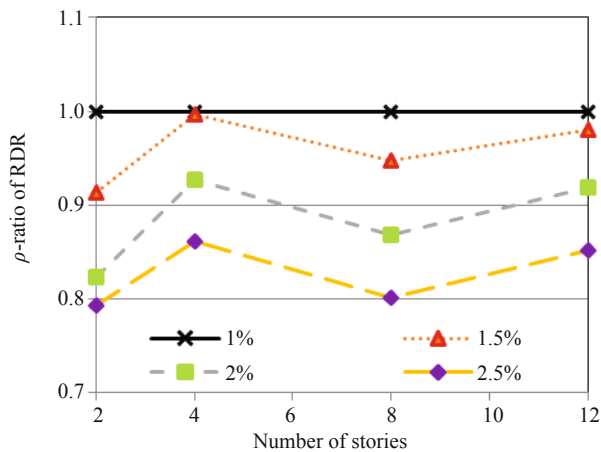 1.1
1.0
0.9
0.8
0.7
ρ-ratio of RDR
1% 1.5%
2% 2.5%
2 4 6 8 10 12
Number of stories